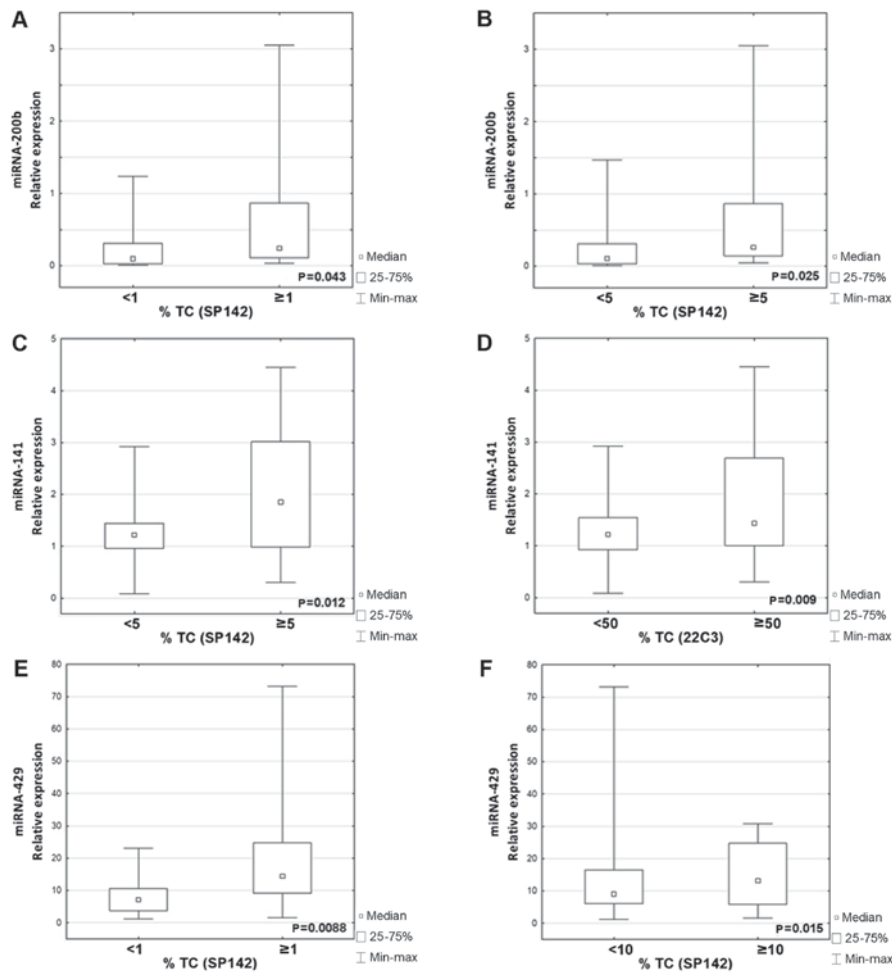 A
miRNA-200b
Relative expression
3
2
1
0
P=0.043
<1
≥1
% TC (SP142)
Median
25-75%
Min-max
B
miRNA-200b
Relative expression
3
2
1
0
P=0.025
<5
≥5
% TC (SP142)
Median
25-75%
Min-max
C
miRNA-141
Relative expression
5
4
3
2
1
0
P=0.012
<5
≥5
% TC (SP142)
Median
25-75%
Min-max
D
miRNA-141
Relative expression
5
4
3
2
1
0
P=0.009
<50
≥50
% TC (22C3)
Median
25-75%
Min-max
E
miRNA-429
Relative expression
80
70
60
50
40
30
20
10
0
P=0.0088
<1
≥1
% TC (SP142)
Median
25-75%
Min-max
F
miRNA-429
Relative expression
80
70
60
50
40
30
20
10
0
P=0.015
<10
≥10
% TC (SP142)
Median
25-75%
Min-max